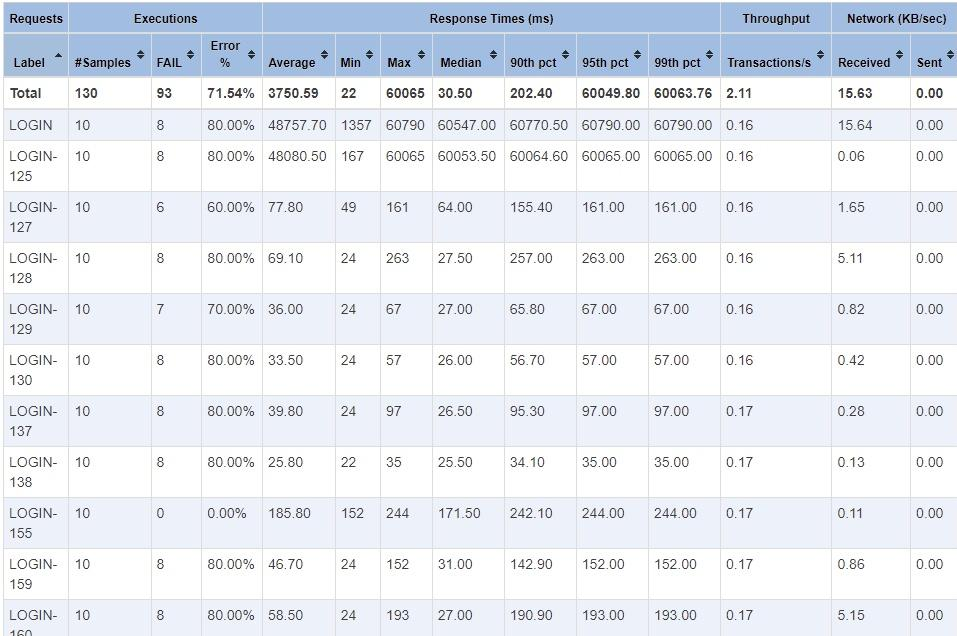 Requests Executions Response Times (ms) Throughput Network (KB/sec)
Label #Samples FAIL Error % Average Min Max Median 90th pct 95th pct 99th pct Transactions/s Received Sent
Total 130 93 71.54% 3750.59 22 60065 30.50 202.40 60049.80 60063.76 2.11 15.63 0.00
LOGIN 10 8 80.00% 48757.70 1357 60790 60547.00 60770.50 60790.00 60790.00 0.16 15.64 0.00
LOGIN-125 10 8 80.00% 48080.50 167 60065 60053.50 60064.60 60065.00 60065.00 0.16 0.06 0.00
LOGIN-127 10 6 60.00% 77.80 49 161 64.00 155.40 161.00 161.00 0.16 1.65 0.00
LOGIN-128 10 8 80.00% 69.10 24 263 27.50 257.00 263.00 263.00 0.16 5.11 0.00
LOGIN-129 10 7 70.00% 36.00 24 67 27.00 65.80 67.00 67.00 0.16 0.82 0.00
LOGIN-130 10 8 80.00% 33.50 24 57 26.00 56.70 57.00 57.00 0.16 0.42 0.00
LOGIN-137 10 8 80.00% 39.80 24 97 26.50 95.30 97.00 97.00 0.17 0.28 0.00
LOGIN-138 10 8 80.00% 25.80 22 35 25.50 34.10 35.00 35.00 0.17 0.13 0.00
LOGIN-155 10 0 0.00% 185.80 152 244 171.50 242.10 244.00 244.00 0.17 0.11 0.00
LOGIN-159 10 8 80.00% 46.70 24 152 31.00 142.90 152.00 152.00 0.17 0.86 0.00
LOGIN-160 10 8 80.00% 58.50 24 193 27.00 190.90 193.00 193.00 0.17 5.15 0.00